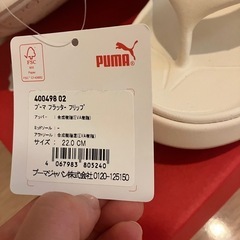 FSC
PUMA
400498 02
プーマ フラッター フリップ
アッパー: 合成樹脂(EVA樹脂)
ミッドソール: -
アウトソール: 合成樹脂(EVA樹脂)
サイズ: 22.0 CM
4 067983 805240
プーマジャパン株式会社 0120-125150